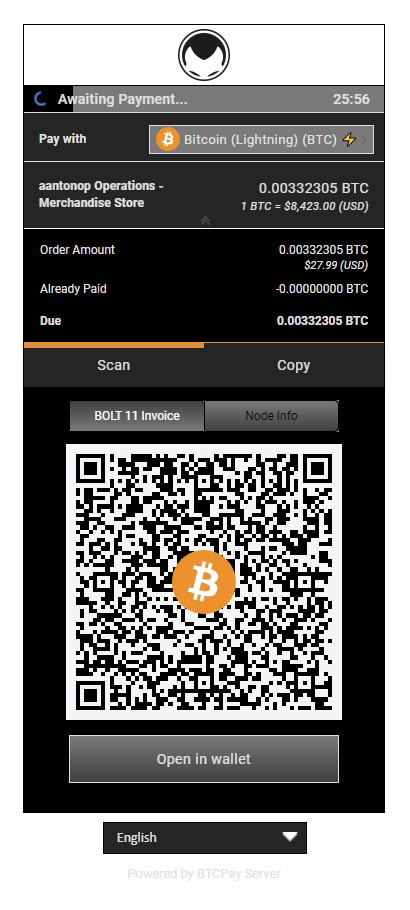 Awaiting Payment... 25:56
Pay with Bitcoin (Lightning) (BTC)
aantonop Operations - 0.00332305 BTC
Merchandise Store 1 BTC = $8,423.00 (USD)
Order Amount 0.00332305 BTC
$27.99 (USD)
Already Paid -0.00000000 BTC
Due 0.00332305 BTC
Scan Copy
BOLT 11 Invoice Node Info
Open in wallet
English
Powered by BTCPay Server